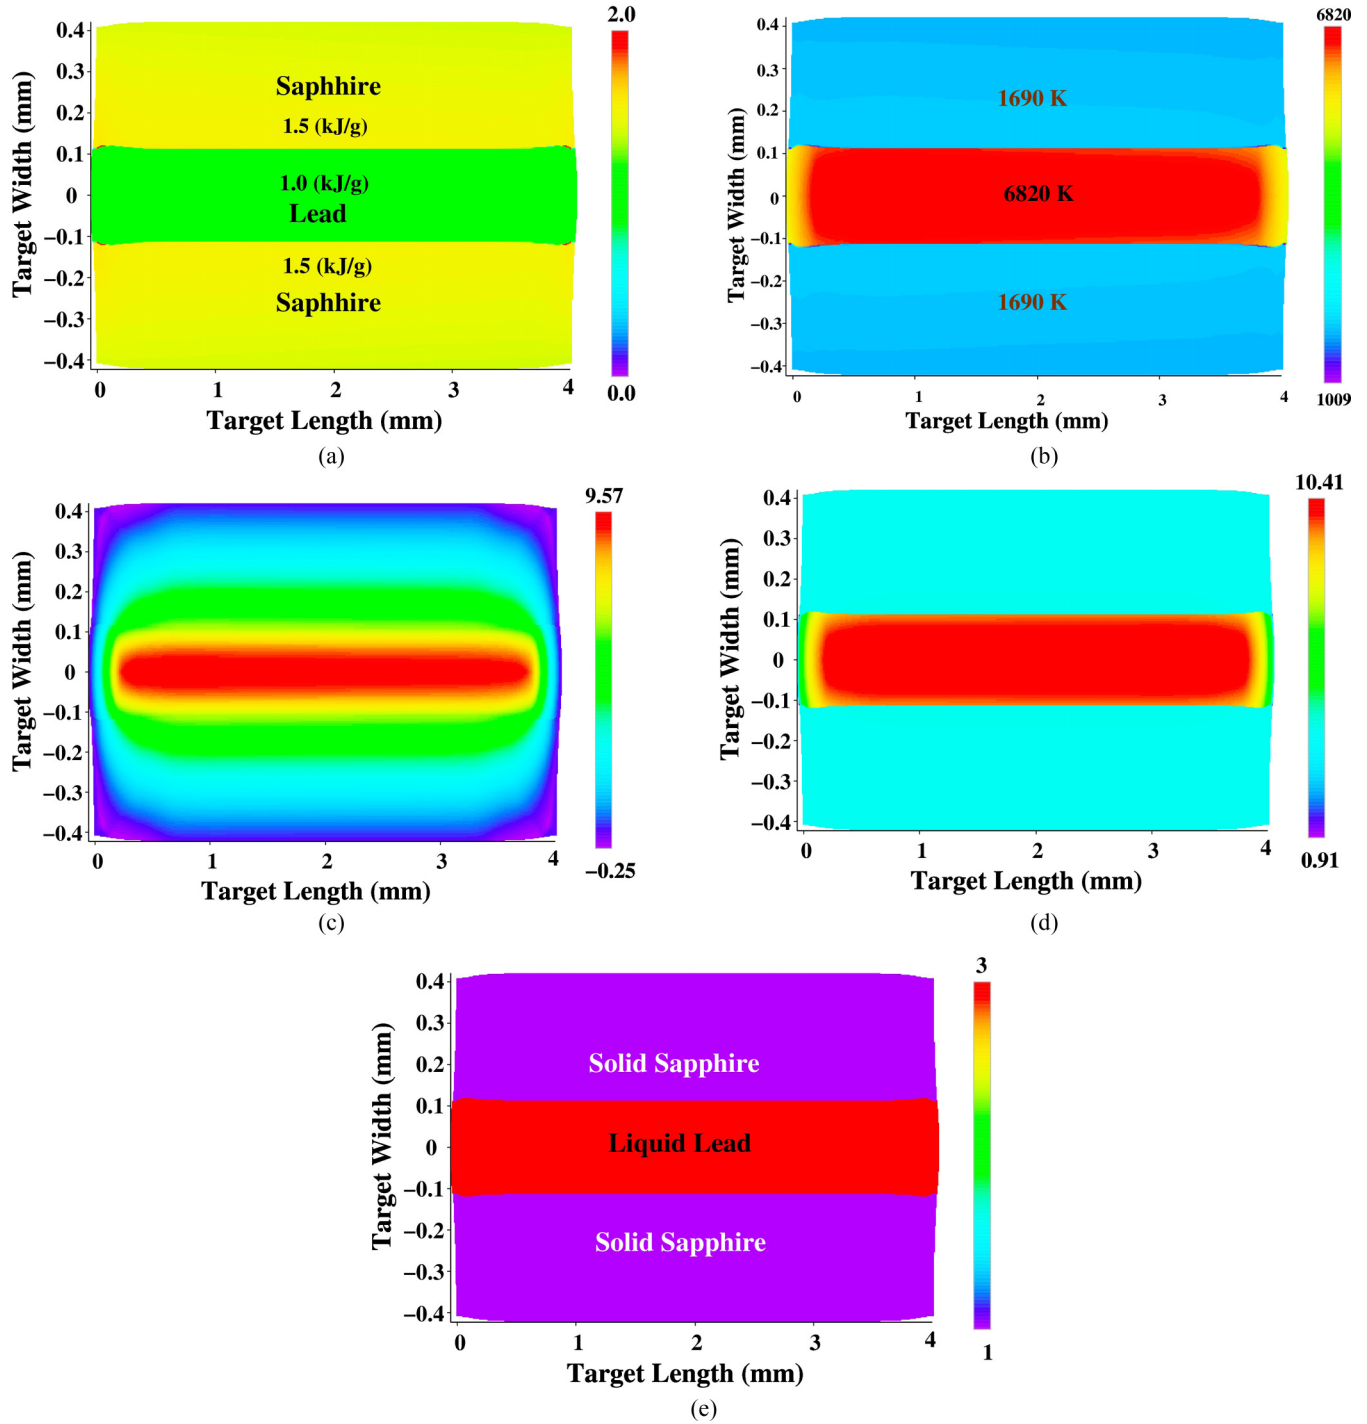 2.0
0.4
0.3
0.2
0.1
0
−0.1
−0.2
−0.3
−0.4
Target Width (mm)
Saphhire
1.5 (kJ/g)
1.0 (kJ/g)
Lead
1.5 (kJ/g)
Saphhire
0 1 2 3 4
0.0
Target Length (mm)
(a)
6820
0.4
0.3
0.2
0.1
0
−0.1
−0.2
−0.3
−0.4
Target Width (mm)
1690 K
6820 K
1690 K
0 1 2 3 4
1009
Target Length (mm)
(b)
9.57
0.4
0.3
0.2
0.1
0
−0.1
−0.2
−0.3
−0.4
Target Width (mm)
0 1 2 3 4
−0.25
Target Length (mm)
(c)
10.41
0.4
0.3
0.2
0.1
0
−0.1
−0.2
−0.3
−0.4
Target Width (mm)
0 1 2 3 4
0.91
Target Length (mm)
(d)
3
0.4
0.3
0.2
0.1
0
−0.1
−0.2
−0.3
−0.4
Target Width (mm)
Solid Sapphire
Liquid Lead
Solid Sapphire
0 1 2 3 4
1
Target Length (mm)
(e)